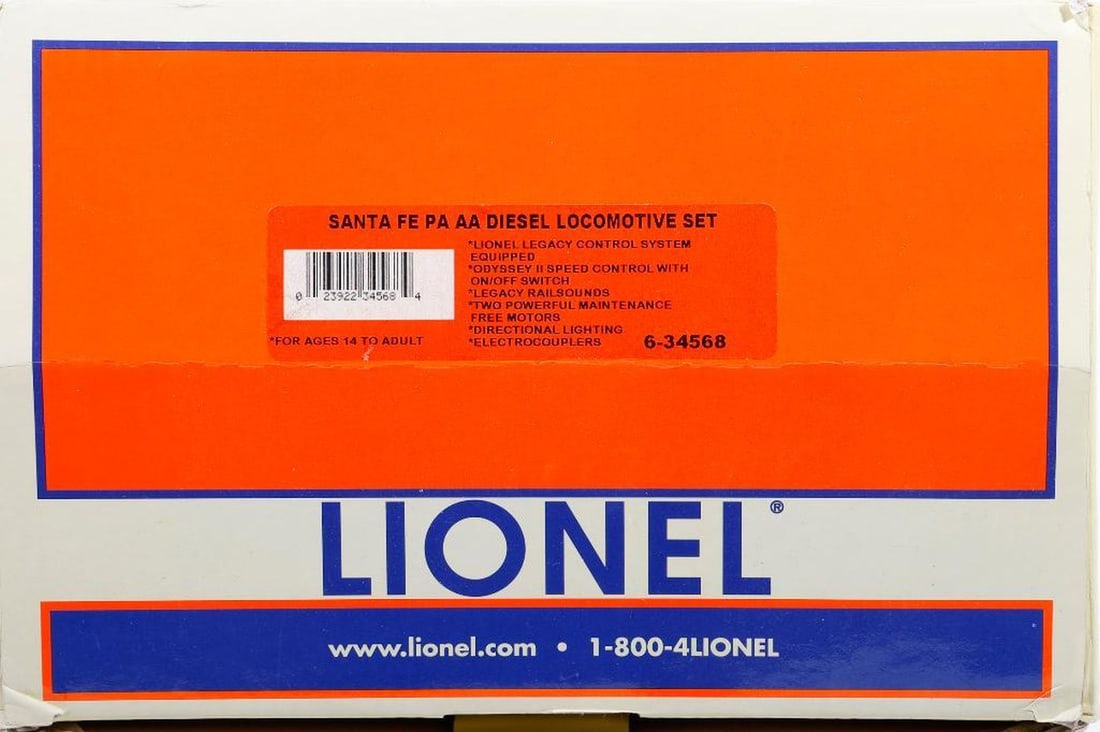 SANTA FE PA AA DIESEL LOCOMOTIVE SET
*LIONEL LEGACY CONTROL SYSTEM
EQUIPPED
*ODYSSEY II SPEED CONTROL WITH
ON/OFF SWITCH
*LEGACY RAILSOUNDS
*TWO POWERFUL MAINTENANCE
FREE MOTORS
*DIRECTIONAL LIGHTING
*ELECTROCOUPLERS
6-34568
0 23922 34568 4
*FOR AGES 14 TO ADULT
LIONEL®
www.lionel.com • 1-800-4LIONEL